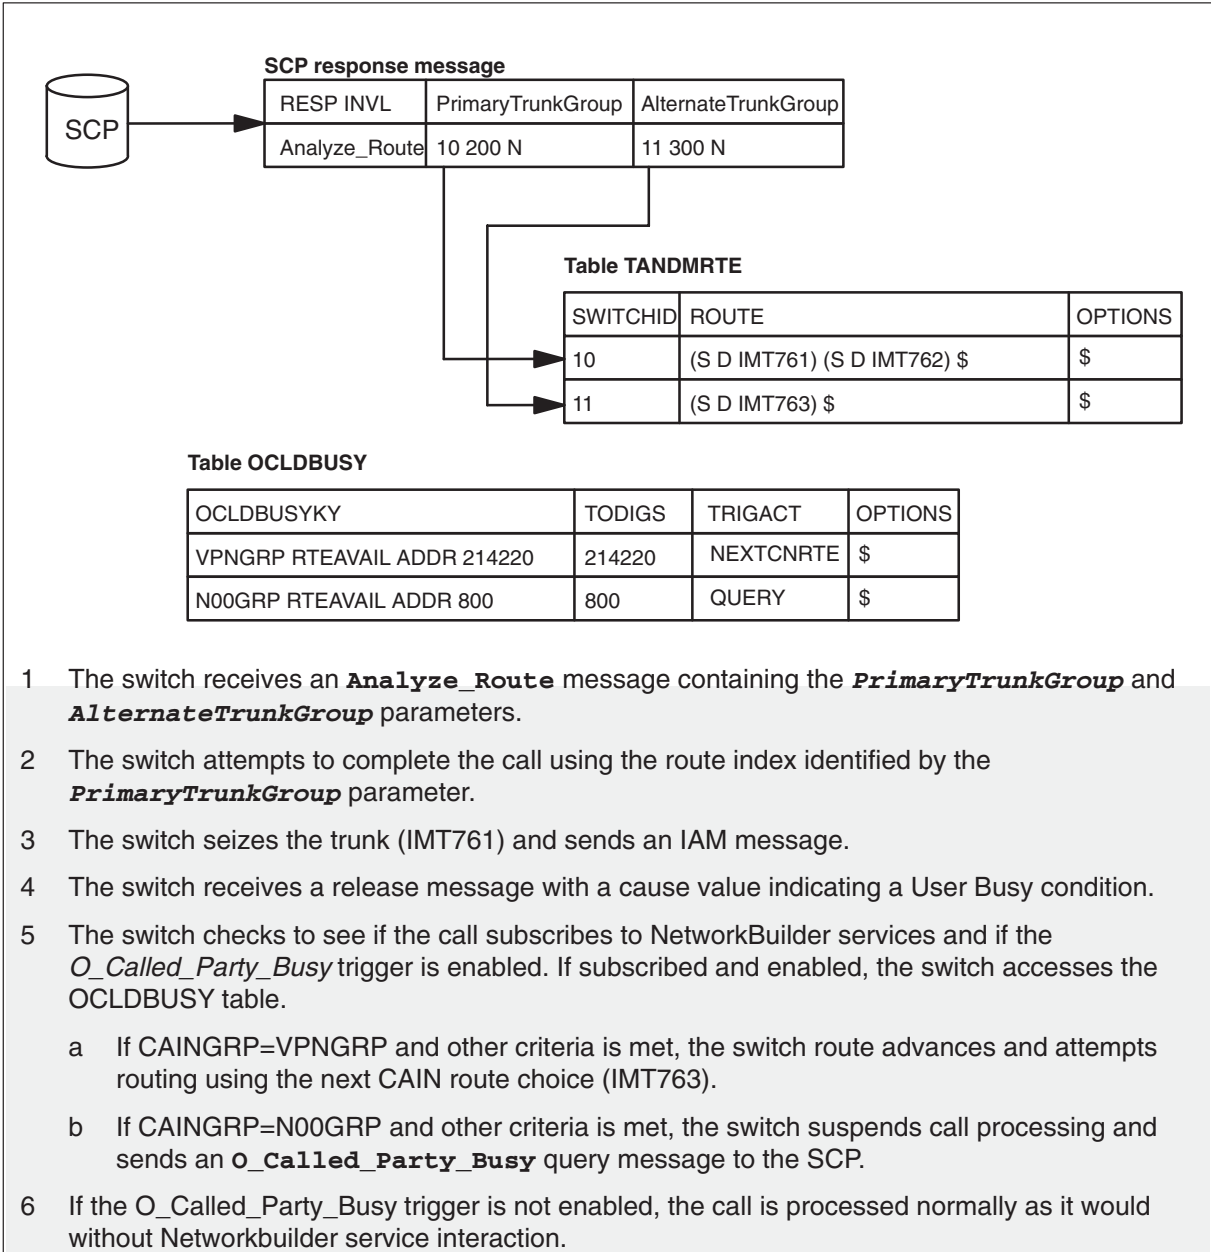 SCP response message
SCP
RESP INVL PrimaryTrunkGroup AlternateTrunkGroup
Analyze_Route 10 200 N 11 300 N
Table TANDMRTE
SWITCHID ROUTE OPTIONS
10 (S D IMT761) (S D IMT762) $ $
11 (S D IMT763) $ $
Table OCLDBUSY
OCLDBUSYKY TODIGS TRIGACT OPTIONS
VPNGRP RTEAVAIL ADDR 214220 214220 NEXTCNRTE $
N00GRP RTEAVAIL ADDR 800 800 QUERY $
1 The switch receives an Analyze_Route message containing the PrimaryTrunkGroup and
AlternateTrunkGroup parameters.
2 The switch attempts to complete the call using the route index identified by the
PrimaryTrunkGroup parameter.
3 The switch seizes the trunk (IMT761) and sends an IAM message.
4 The switch receives a release message with a cause value indicating a User Busy condition.
5 The switch checks to see if the call subscribes to NetworkBuilder services and if the
O_Called_Party_Busy trigger is enabled. If subscribed and enabled, the switch accesses the
OCLDBUSY table.
a If CAINGRP=VPNGRP and other criteria is met, the switch route advances and attempts
routing using the next CAIN route choice (IMT763).
b If CAINGRP=N00GRP and other criteria is met, the switch suspends call processing and
sends an O_Called_Party_Busy query message to the SCP.
6 If the O_Called_Party_Busy trigger is not enabled, the call is processed normally as it would
without Networkbuilder service interaction.